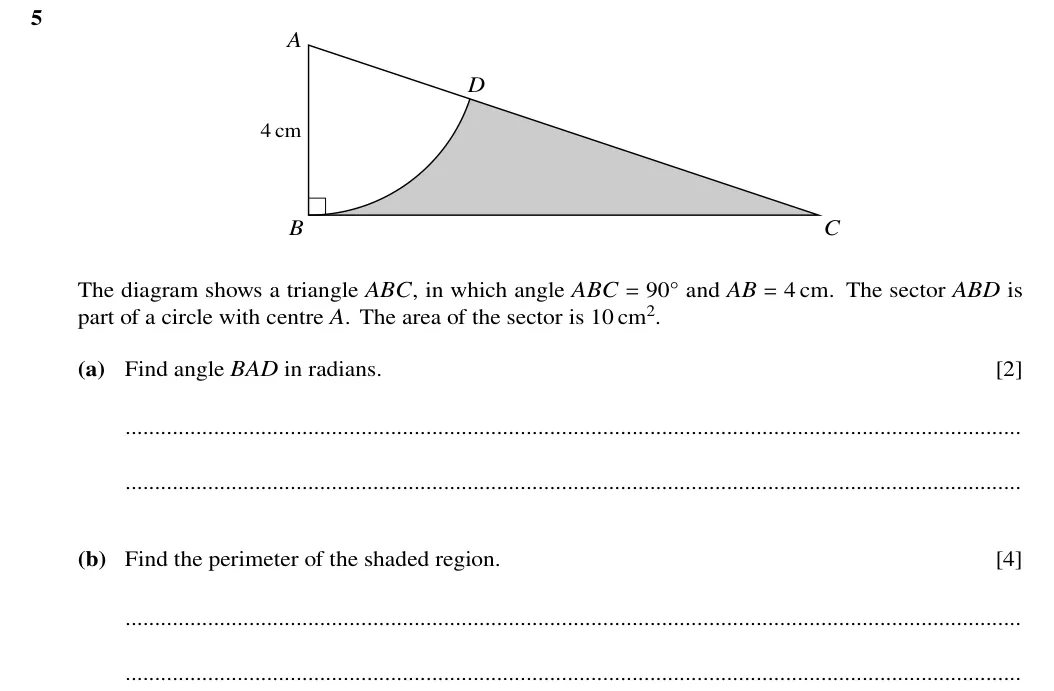 5
A
D
4 cm
B
C
The diagram shows a triangle ABC, in which angle ABC = 90° and AB = 4 cm. The sector ABD is
part of a circle with centre A. The area of the sector is 10 cm².
(a) Find angle BAD in radians. [2]
(b) Find the perimeter of the shaded region. [4]